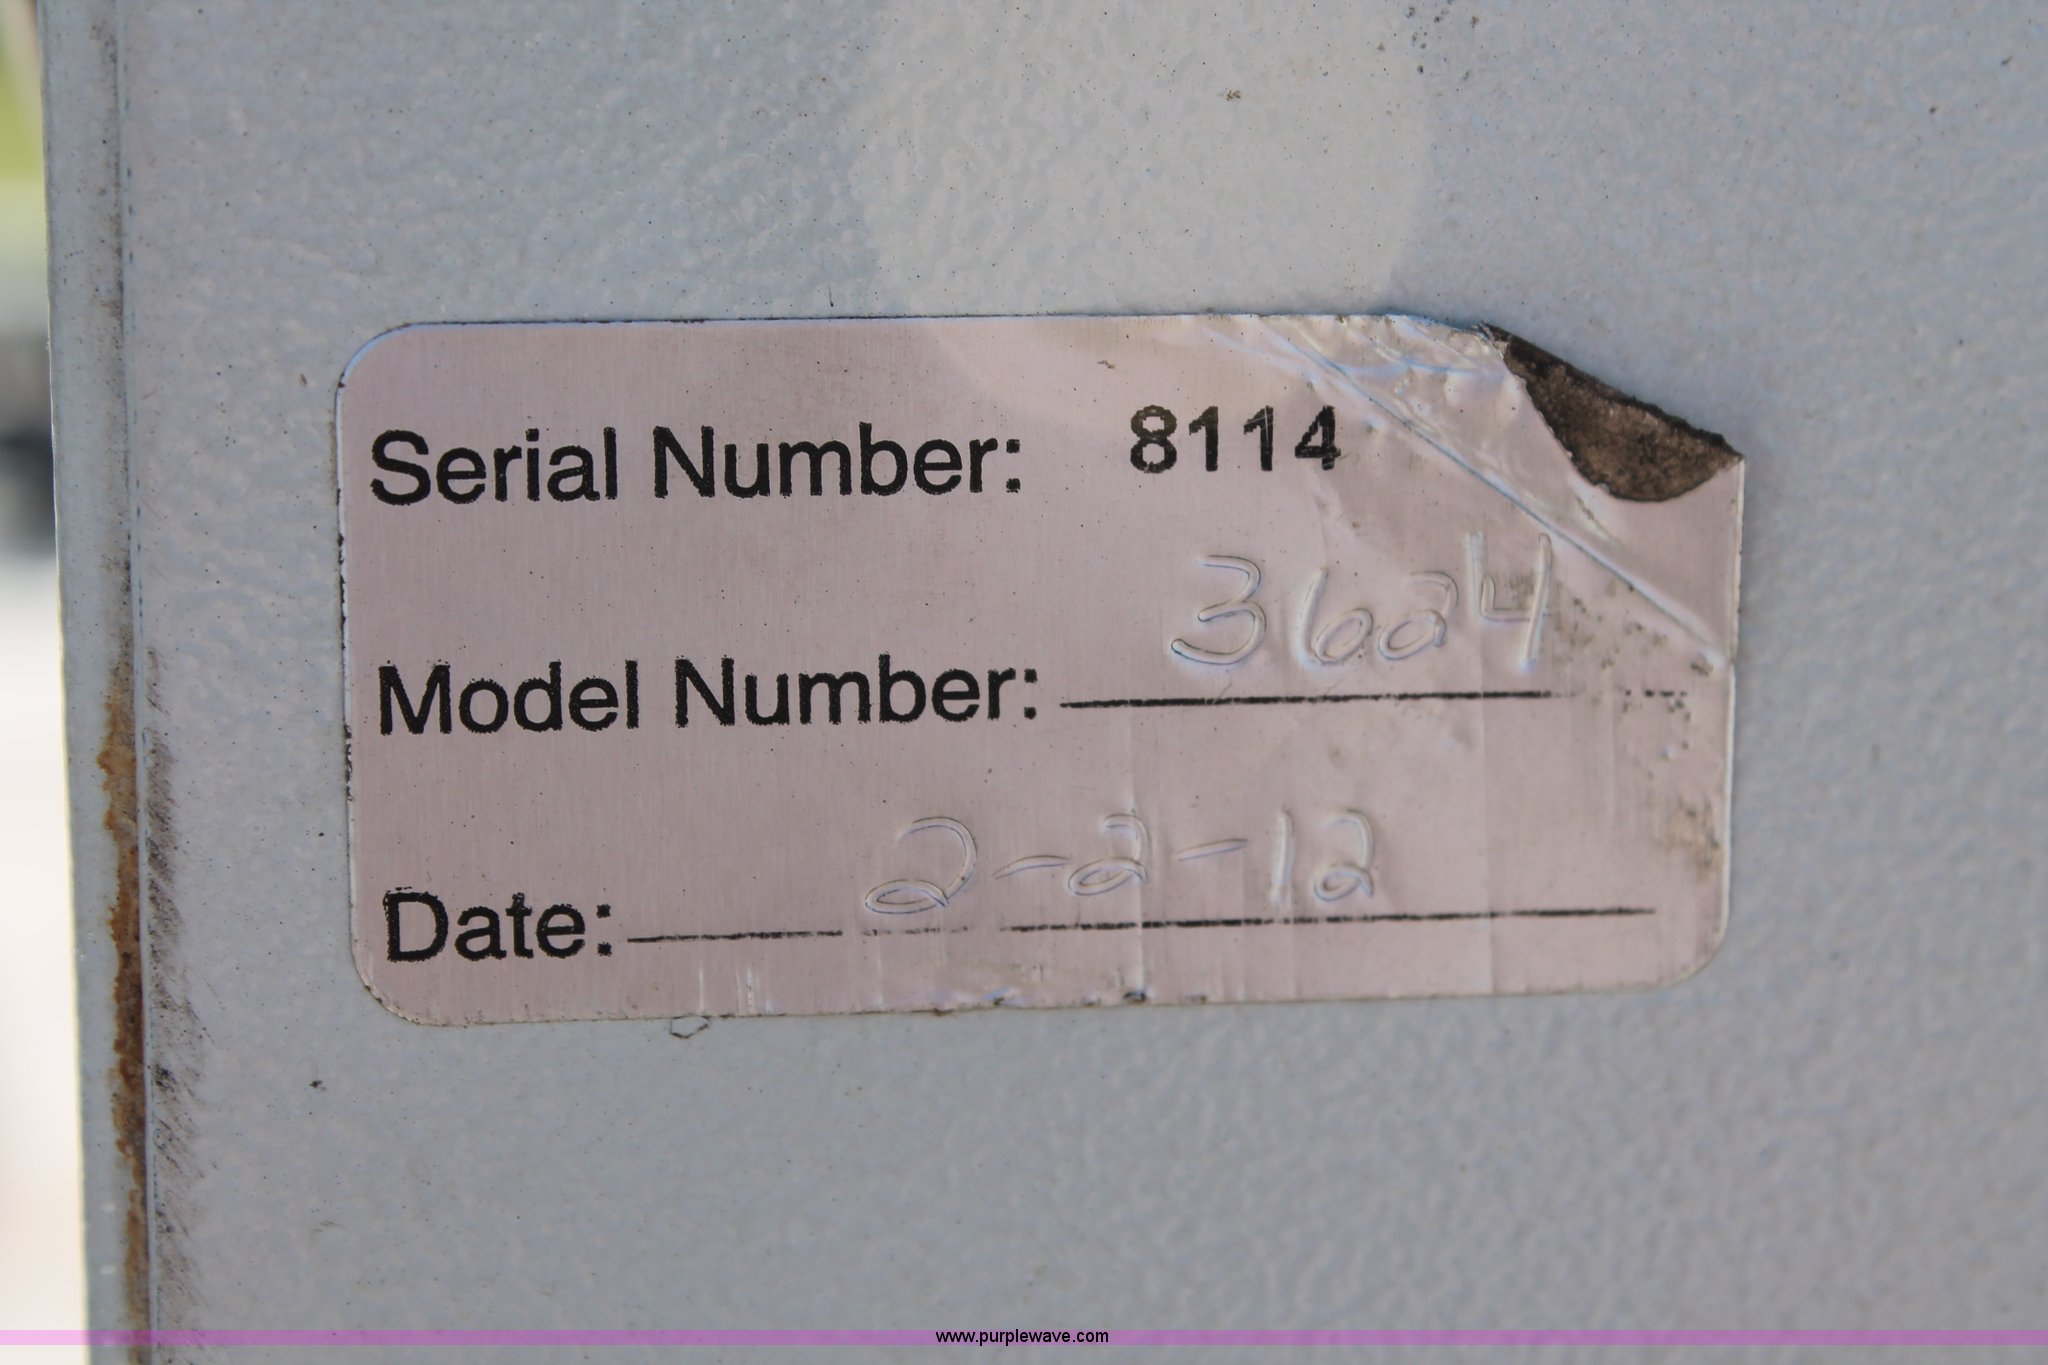 Serial Number: 8114
Model Number: 3624
Date: 2-2-12
www.purplewave.com